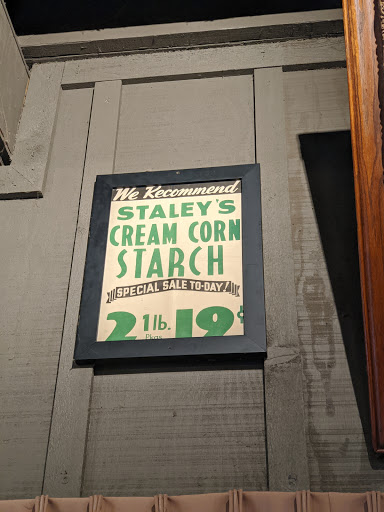 We Recommend
STALEY'S
CREAM CORN
STARCH
SPECIAL SALE TO-DAY!
2 1 lb. Pkgs 19¢